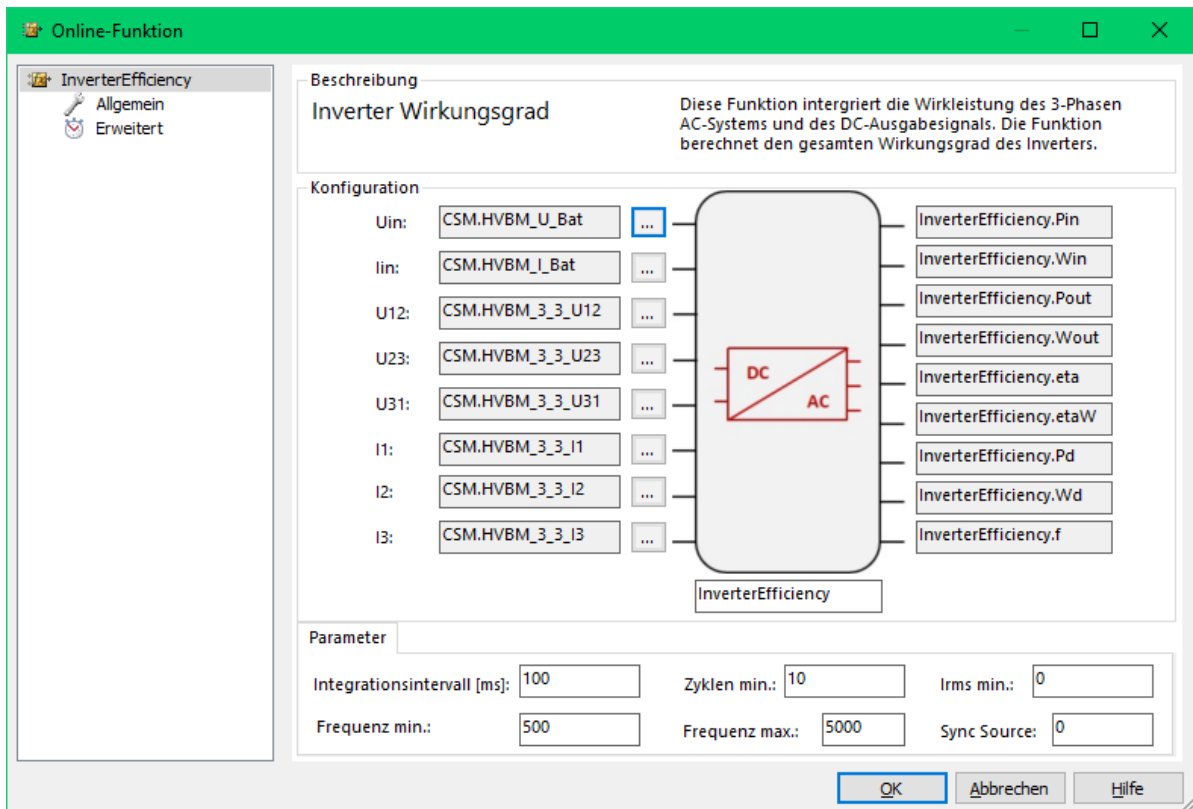 Online-Funktion
InverterEfficiency
Allgemein
Erweitert
Beschreibung
Inverter Wirkungsgrad
Diese Funktion intergriert die Wirkleistung des 3-Phasen
AC-Systems und des DC-Ausgabesignals. Die Funktion
berechnet den gesamten Wirkungsgrad des Inverters.
Konfiguration
Uin: CSM.HVBM_U_Bat ...
Iin: CSM.HVBM_I_Bat ...
U12: CSM.HVBM_3_3_U12 ...
U23: CSM.HVBM_3_3_U23 ...
U31: CSM.HVBM_3_3_U31 ...
I1: CSM.HVBM_3_3_I1 ...
I2: CSM.HVBM_3_3_I2 ...
I3: CSM.HVBM_3_3_I3 ...
DC
AC
InverterEfficiency
InverterEfficiency.Pin
InverterEfficiency.Win
InverterEfficiency.Pout
InverterEfficiency.Wout
InverterEfficiency.eta
InverterEfficiency.etaW
InverterEfficiency.Pd
InverterEfficiency.Wd
InverterEfficiency.f
Parameter
Integrationsintervall [ms]: 100 Zyklen min.: 10 Irms min.: 0
Frequenz min.: 500 Frequenz max.: 5000 Sync Source: 0
OK Abbrechen Hilfe